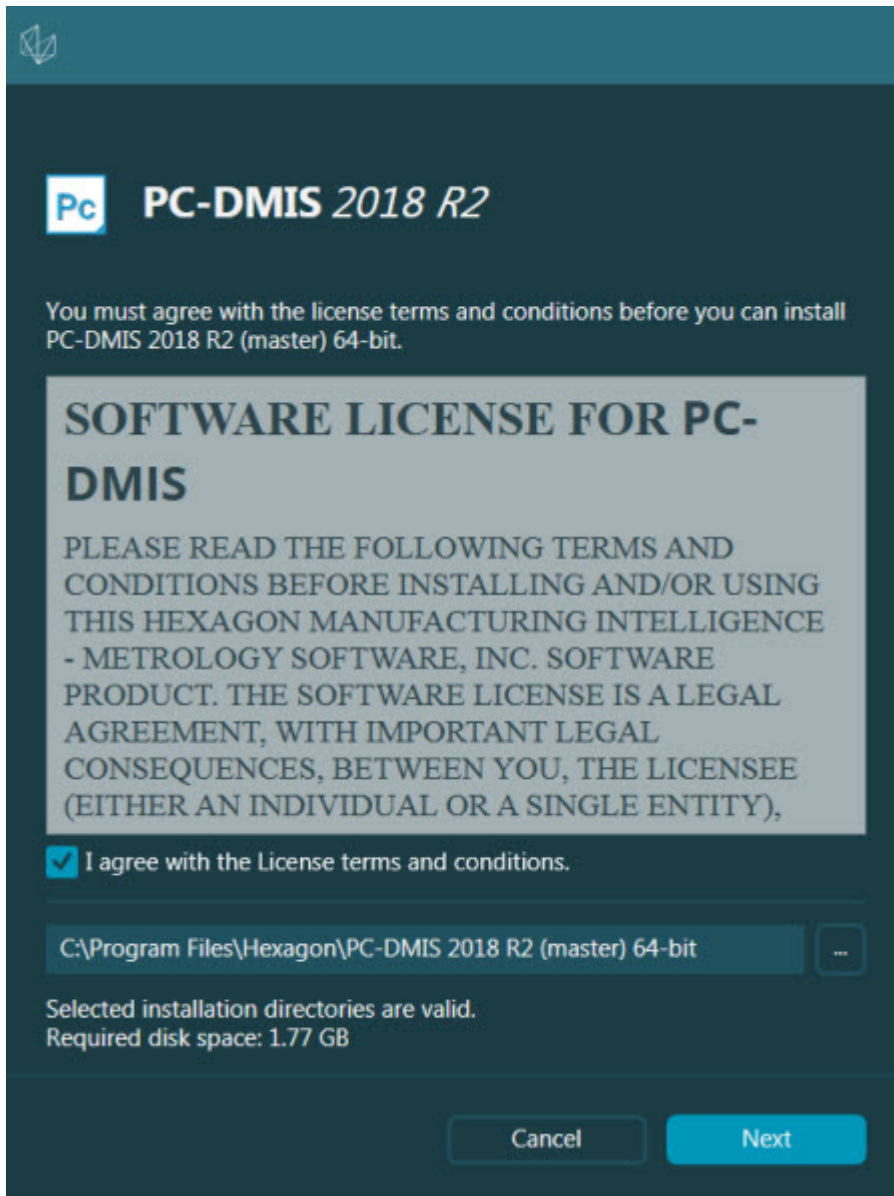 Pc
PC-DMIS 2018 R2
You must agree with the license terms and conditions before you can install
PC-DMIS 2018 R2 (master) 64-bit.
SOFTWARE LICENSE FOR PC-
DMIS
PLEASE READ THE FOLLOWING TERMS AND
CONDITIONS BEFORE INSTALLING AND/OR USING
THIS HEXAGON MANUFACTURING INTELLIGENCE
- METROLOGY SOFTWARE, INC. SOFTWARE
PRODUCT. THE SOFTWARE LICENSE IS A LEGAL
AGREEMENT, WITH IMPORTANT LEGAL
CONSEQUENCES, BETWEEN YOU, THE LICENSEE
(EITHER AN INDIVIDUAL OR A SINGLE ENTITY),
I agree with the License terms and conditions.
C:\Program Files\Hexagon\PC-DMIS 2018 R2 (master) 64-bit ...
Selected installation directories are valid.
Required disk space: 1.77 GB
Cancel Next